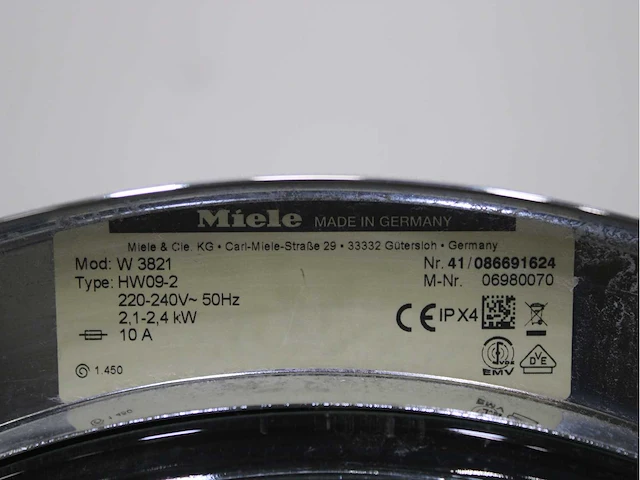 Miele MADE IN GERMANY
Miele & Cie. KG • Carl-Miele-Straße 29 • 33332 Gütersloh • Germany
Mod: W 3821 Nr. 41/086691624
Type: HW09-2 M-Nr. 06980070
220-240V~ 50Hz
2,1-2,4 kW
10 A
CE IPX4
VDE
EMV
DVE
1.450